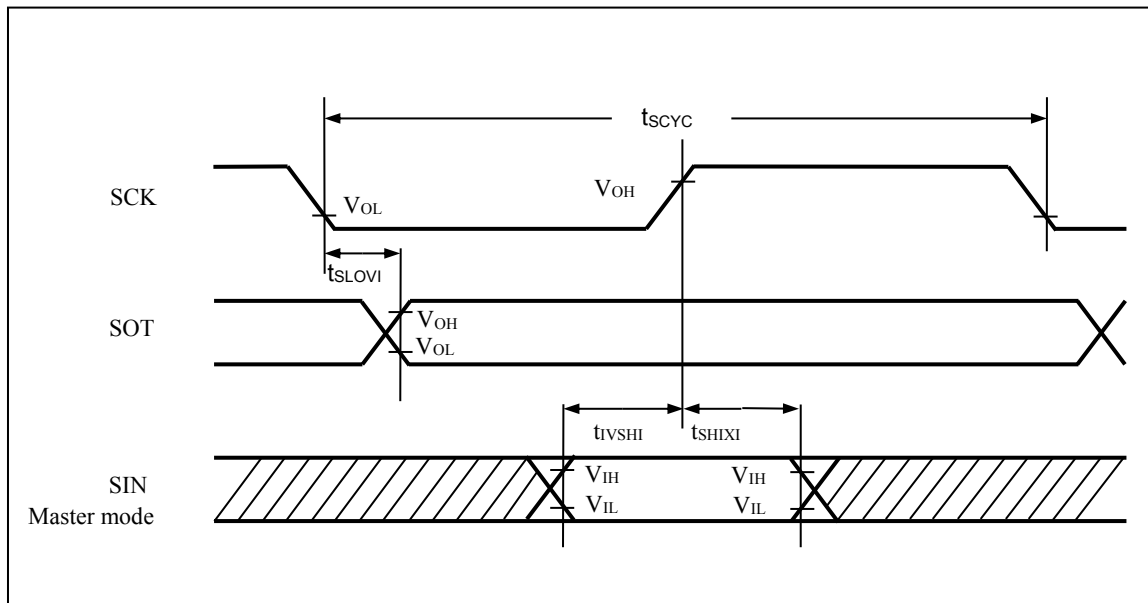 tSCYC
SCK
VOL
VOH
tSLOVI
SOT
VOH
VOL
tIVSHI
tSHIXI
SIN
Master mode
VIH
VIL
VIH
VIL